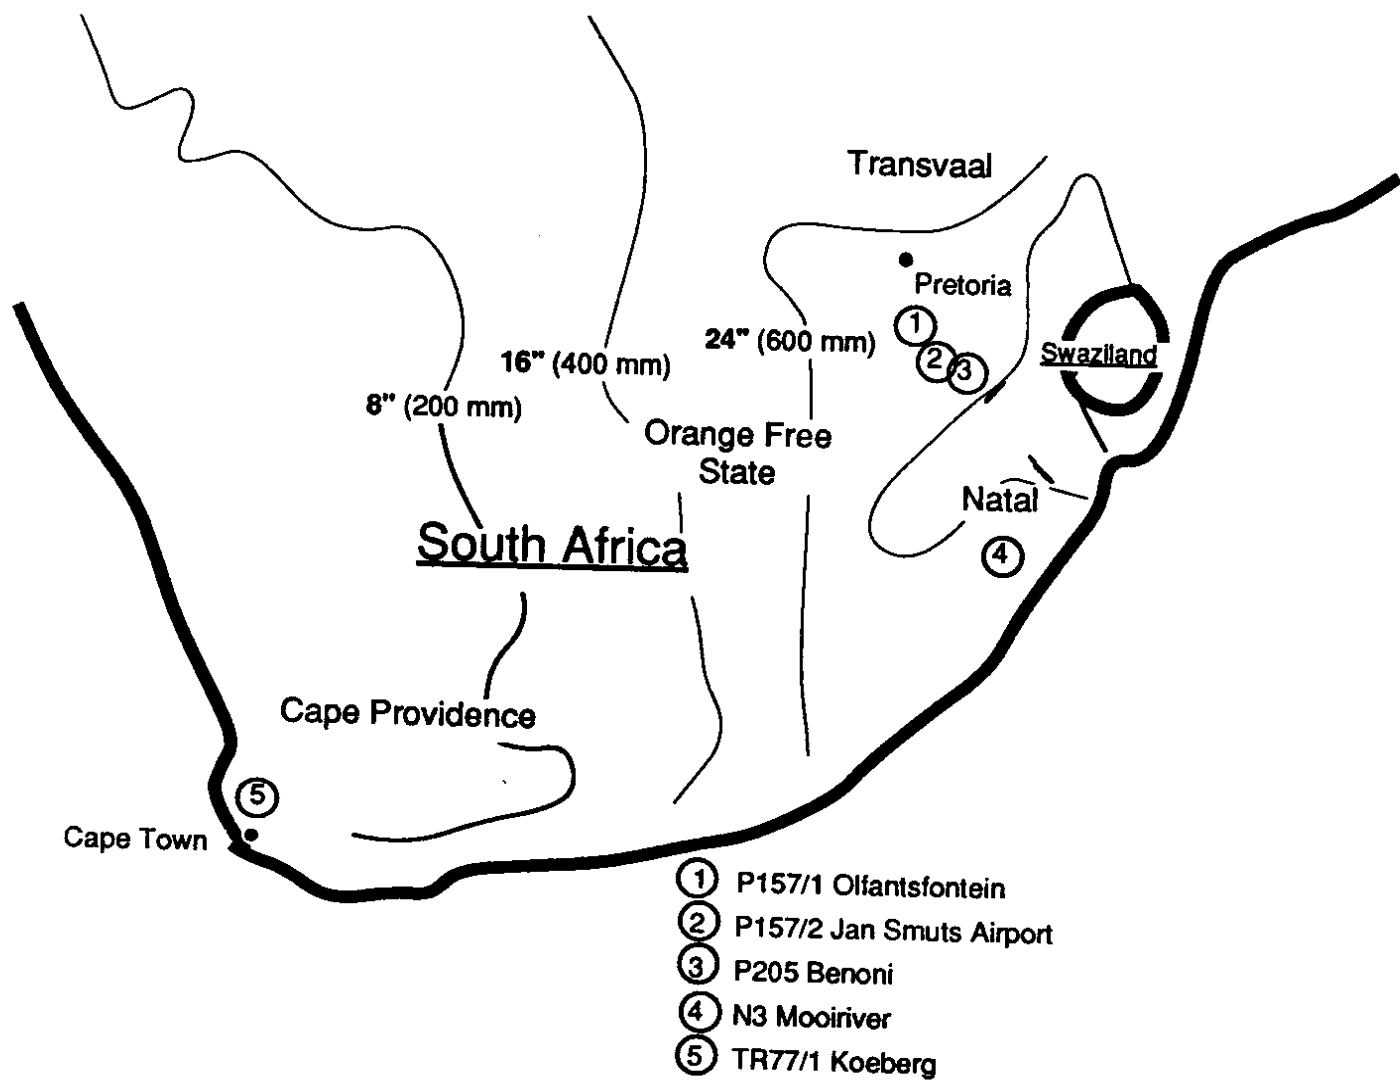 Transvaal
Pretoria
1
24" (600 mm)
2
3
Swaziland
16" (400 mm)
8" (200 mm)
Orange Free
State
Natal
South Africa
4
Cape Providence
5
Cape Town
1 P157/1 Olfantsfontein
2 P157/2 Jan Smuts Airport
3 P205 Benoni
4 N3 Mooiriver
5 TR77/1 Koeberg